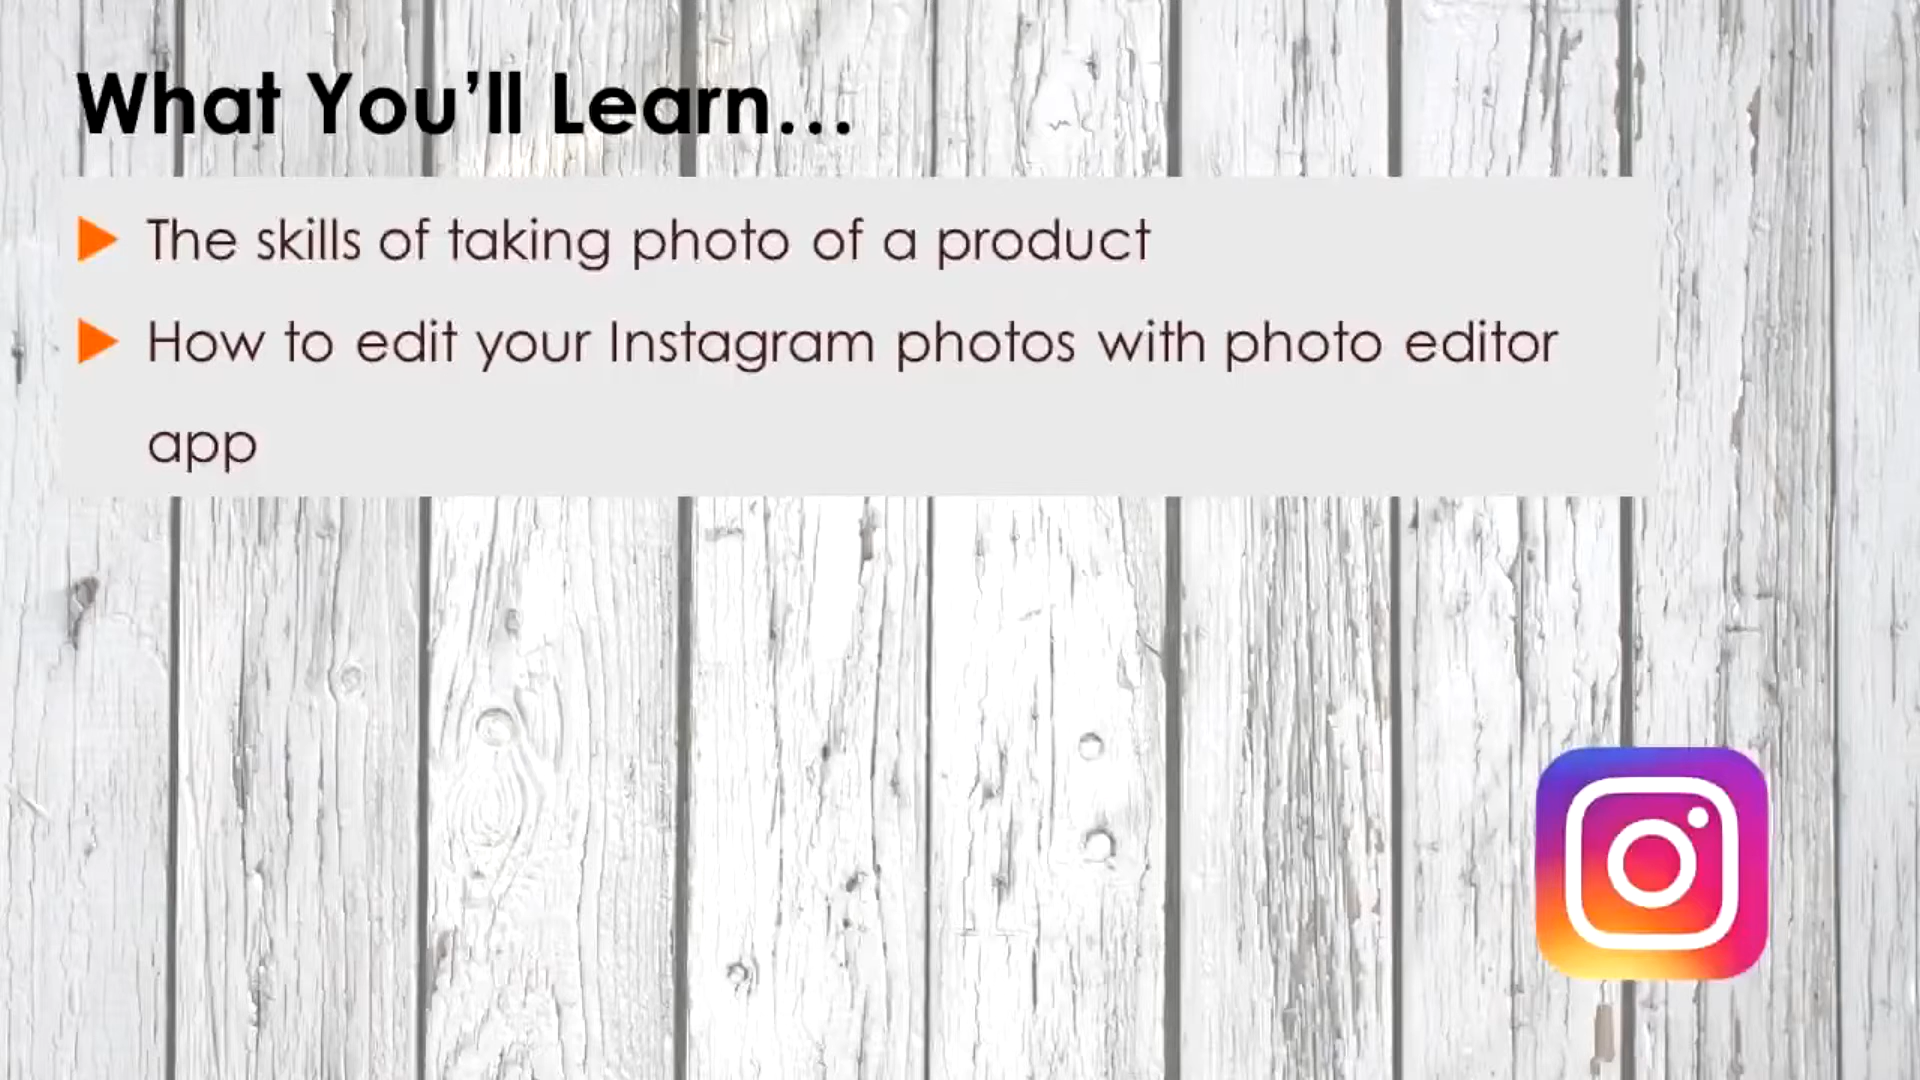 What You’ll Learn…
The skills of taking photo of a product
How to edit your Instagram photos with photo editor
app